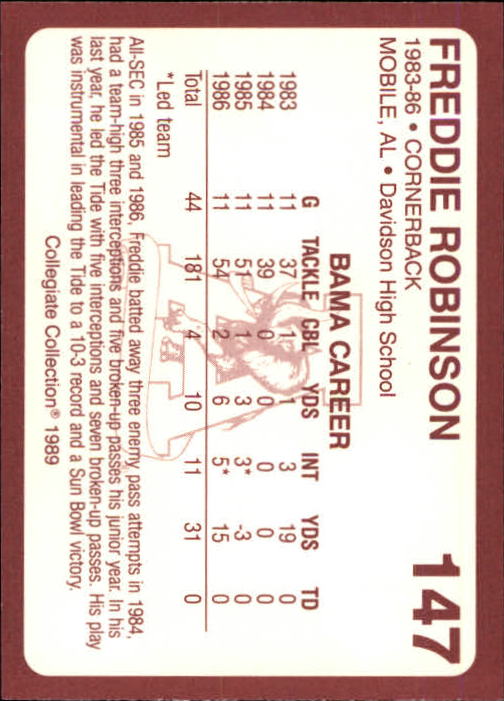 FREDDIE ROBINSON 147
1983-86 • CORNERBACK
MOBILE, AL • Davidson High School
BAMA CAREER
G TACKLE CBL YDS INT YDS TD
1983 11 37 1 1 3 19 0
1984 11 39 0 0 0 0 0
1985 11 51 1 3 3* -3 0
1986 11 54 2 6 5* 15 0
Total 44 181 4 10 11 31 0
*Led team
All-SEC in 1985 and 1986, Freddie batted away three enemy pass attempts in 1984,
had a team-high three interceptions and five broken-up passes his junior year. In his
last year, he led the Tide with five interceptions and seven broken-up passes. His play
was instrumental in leading the Tide to a 10-3 record and a Sun Bowl victory.
Collegiate Collection® 1989